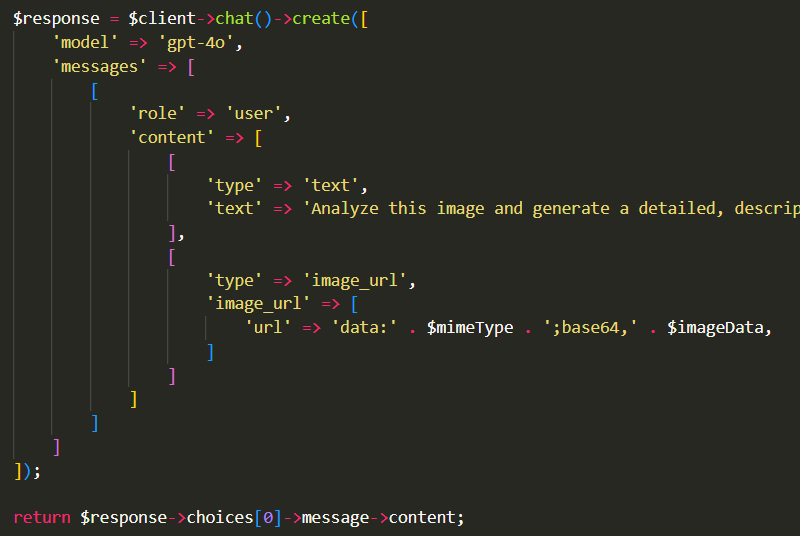 $response = $client->chat()->create([
'model' => 'gpt-4o',
'messages' => [
[
'role' => 'user',
'content' => [
[
'type' => 'text',
'text' => 'Analyze this image and generate a detailed,
],
[
'type' => 'image_url',
'image_url' => [
'url' => 'data:' . $mimeType . ';base64,' . $imageData,
]
]
]
]
]
]);
return $response->choices[0]->message->content;